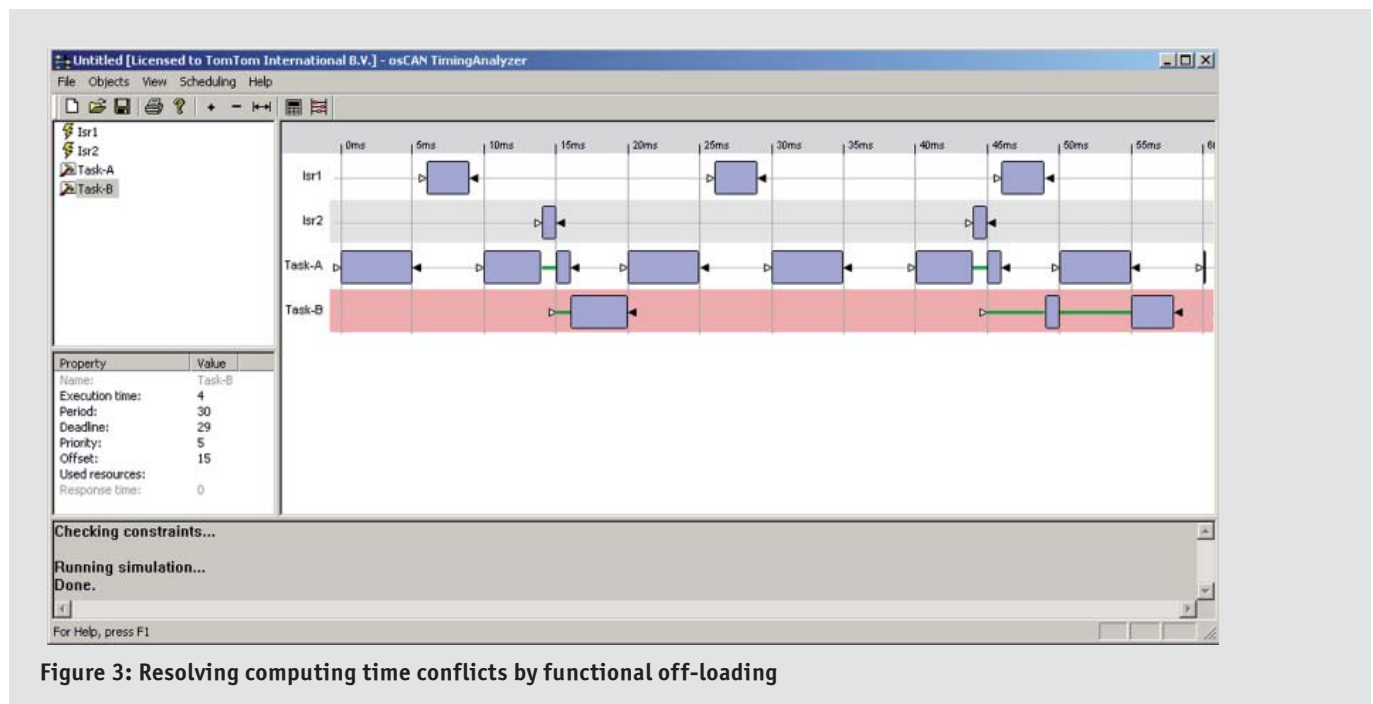 Untitled [Licensed to TomTom International B.V.] - osCAN TimingAnalyzer
File Objects View Scheduling Help
Isr1
Isr2
Task-A
Task-B
0ms 5ms 10ms 15ms 20ms 25ms 30ms 35ms 40ms 45ms 50ms 55ms
Isr1
Isr2
Task-A
Task-B
Property Value
Name: Task-B
Execution time: 4
Period: 30
Deadline: 29
Priority: 5
Offset: 15
Used resources:
Response time: 0
Checking constraints...
Running simulation...
Done.
For Help, press F1
Figure 3: Resolving computing time conflicts by functional off-loading